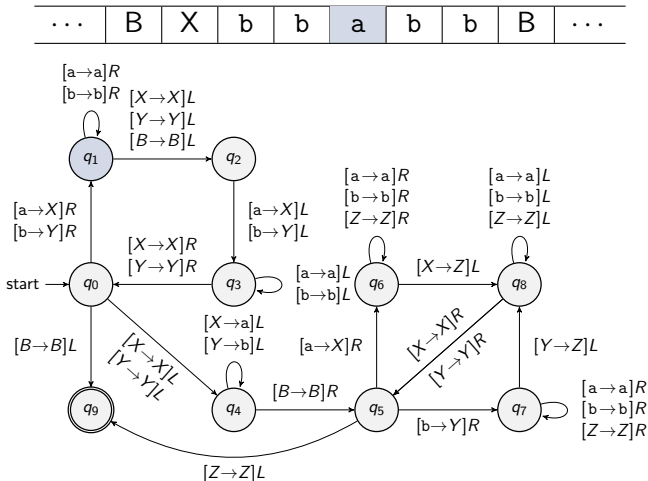 ··· B X b b a b b B ···
[a→a]R
[b→b]R
[X→X]L
[Y→Y]L
[B→B]L
q1
q2
[a→X]R
[b→Y]R
[a→X]L
[b→Y]L
[X→X]R
[Y→Y]R
start
q0
q3
[a→a]L
[b→b]L
[B→B]L
[X→X]L
[Y→Y]L
[X→a]L
[Y→b]L
q9
q4
[B→B]R
q5
[a→a]R
[b→b]R
[Z→Z]R
[a→a]L
[b→b]L
[Z→Z]L
q6
[X→Z]L
q8
[a→X]R
[X→X]R
[Y→Y]R
[Y→Z]L
[b→Y]R
q7
[a→a]R
[b→b]R
[Z→Z]R
[Z→Z]L